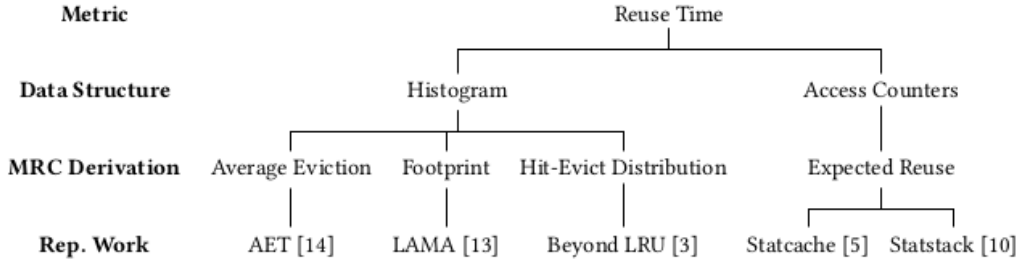 Metric Reuse Time
Data Structure Histogram Access Counters
MRC Derivation Average Eviction Footprint Hit-Evict Distribution Expected Reuse
Rep. Work AET [14] LAMA [13] Beyond LRU [3] Statcache [5] Statstack [10]